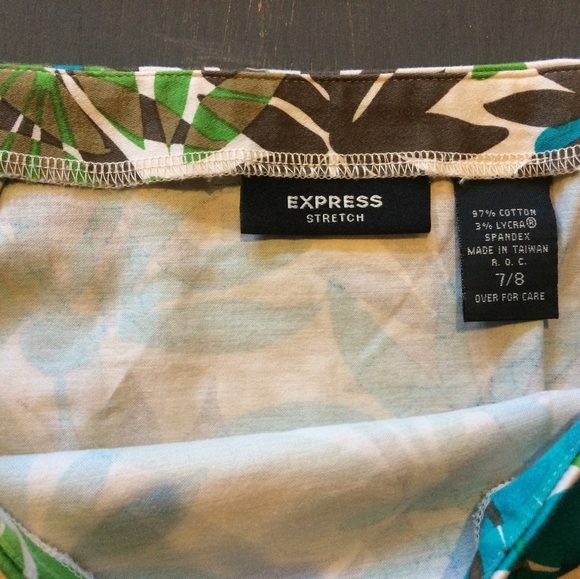 EXPRESS
STRETCH
97% COTTON
3% LYCRA®
SPANDEX
MADE IN TAIWAN
R. O. C.
7/8
OVER FOR CARE